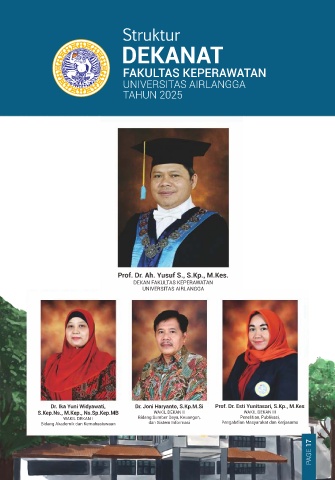 Struktur
DEKANAT
FAKULTAS KEPERAWATAN
UNIVERSITAS AIRLANGGA
TAHUN 2025
Prof. Dr. Ah. Yusuf S., S.Kp., M.Kes.
DEKAN FAKULTAS KEPERAWATAN
UNIVERSITAS AIRLANGGA
Dr. Ika Yuni Widyawati,
S.Kep.Ns., M.Kep., Ns.Sp.Kep.MB
WAKIL DEKAN I
Bidang Akademik dan Kemahasiswaan
Dr. Joni Haryanto, S.Kp.M.Si
WAKIL DEKAN II
Bidang Sumber Daya, Keuangan,
dan Sistem Informasi
Prof. Dr. Esti Yunitasari, S.Kp., M.Kes
WAKIL DEKAN III
Penelitian, Publikasi,
Pengabdian Masyarakat dan Kerjasama
PAGE 17